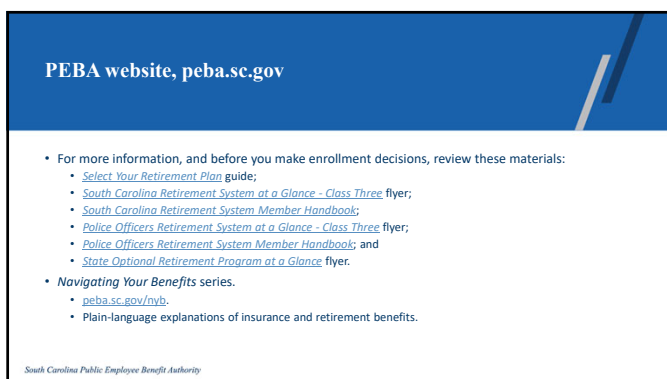 PEBA website, peba.sc.gov
• For more information, and before you make enrollment decisions, review these materials:
• Select Your Retirement Plan guide;
• South Carolina Retirement System at a Glance - Class Three flyer;
• South Carolina Retirement System Member Handbook;
• Police Officers Retirement System at a Glance - Class Three flyer;
• Police Officers Retirement System Member Handbook; and
• State Optional Retirement Program at a Glance flyer.
• Navigating Your Benefits series.
• peba.sc.gov/nyb.
• Plain-language explanations of insurance and retirement benefits.
South Carolina Public Employee Benefit Authority